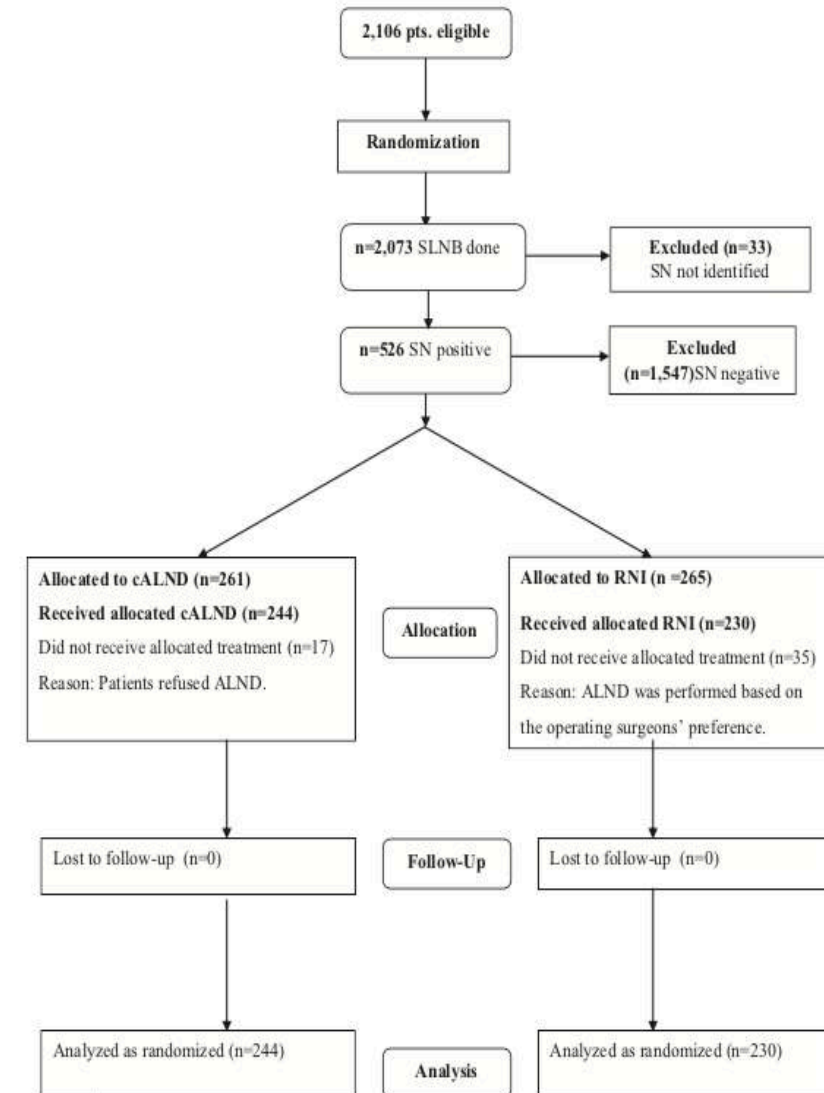 2,106 pts. eligible
Randomization
n=2,073 SLNB done
Excluded (n=33)
SN not identified
n=526 SN positive
Excluded
(n=1,547)SN negative
Allocated to cALND (n=261)
Received allocated cALND (n=244)
Did not receive allocated treatment (n=17)
Reason: Patients refused ALND.
Allocation
Allocated to RNI (n =265)
Received allocated RNI (n=230)
Did not receive allocated treatment (n=35)
Reason: ALND was performed based on
the operating surgeons’ preference.
Lost to follow-up (n=0)
Follow-Up
Lost to follow-up (n=0)
Analyzed as randomized (n=244)
Analysis
Analyzed as randomized (n=230)